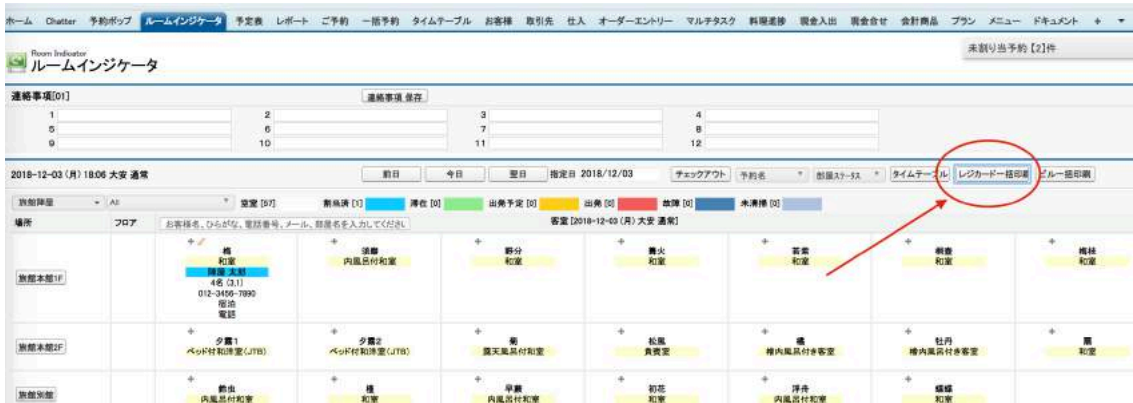 ホーム Chatter 予約ポップ ルームインジケータ 予定表 レポート ご予約 一括予約 タイムテーブル お客様 取引先 仕入 オーダーエントリー マルチタスク 料理進捗 現金入出 現金合せ 会計商品 プラン メニュー ドキュメント +
未割り当予約【2】件
Room Indicator
ルームインジケータ
連絡事項[01] 連絡事項 保存
1 2 3 4
5 6 7 8
9 10 11 12
2018-12-03 (月) 18:06 大安 通常 前日 今日 翌日 指定日 2018/12/03 チェックアウト 予約名 部屋ステータス タイムテーブル レジカード一括印刷 ビル一括印刷
旅館陣屋 All 空室 [57] 割当済 [1] 滞在 [0] 出発予定 [0] 出発 [0] 故障 [0] 未清掃 [0]
場所 フロア お客様名、ひらがな、電話番号、メール、部屋名を入力してください 客室 [2018-12-03 (月) 大安 通常]
+ + + + + + +
梅 須磨 野分 篝火 若紫 朝顔 梅枝
和室 内風呂付和室 和室 和室 和室 和室 和室
旅館本館1F
陣屋 太郎
4名 (3,1)
012-3456-7890
宿泊
電話
+ + + + + + +
夕霧1 夕霧2 菊 松風 橘 牡丹
旅館本館2F ベッド付和洋室(JTB) ベッド付和洋室(JTB) 露天風呂付和室 貴賓室 檜内風呂付き客室 檜内風呂付き客室 和室
+ + + + + +
鈴虫 早蕨 初花 浮舟
旅館別館 内風呂付和室 和室 内風呂付和室 和室 内風呂付和室 和室